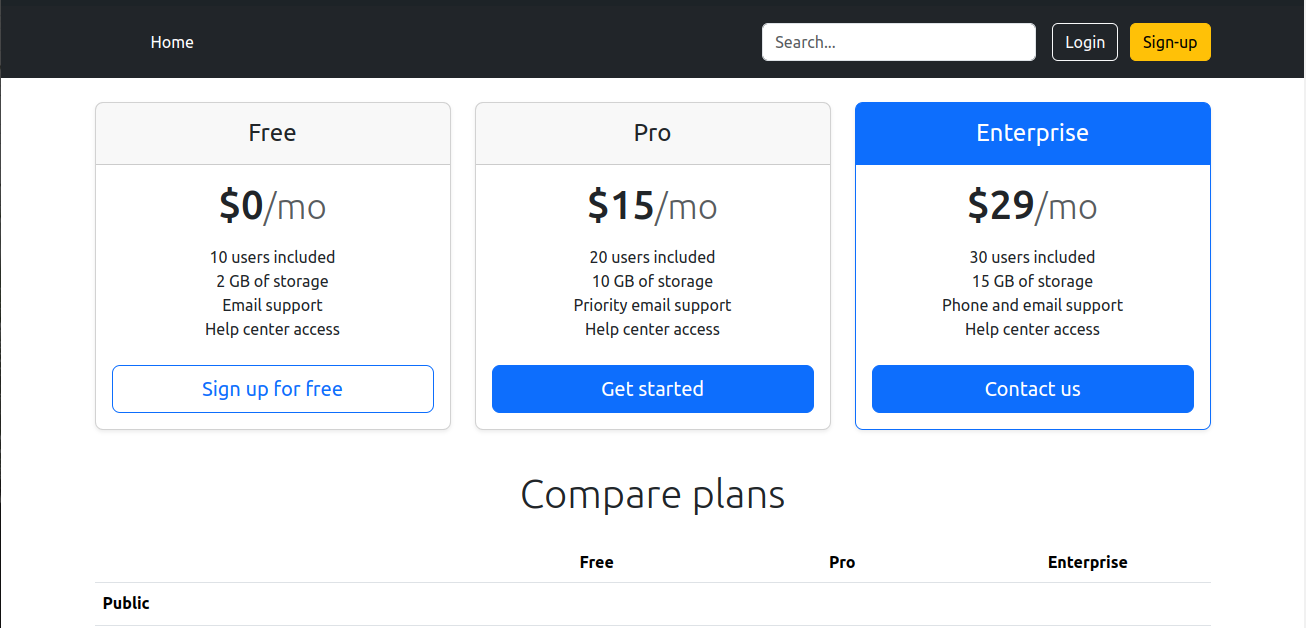 Home
Search...
Login
Sign-up
Free
$0/mo
10 users included
2 GB of storage
Email support
Help center access
Sign up for free
Pro
$15/mo
20 users included
10 GB of storage
Priority email support
Help center access
Get started
Enterprise
$29/mo
30 users included
15 GB of storage
Phone and email support
Help center access
Contact us
Compare plans
Free Pro Enterprise
Public